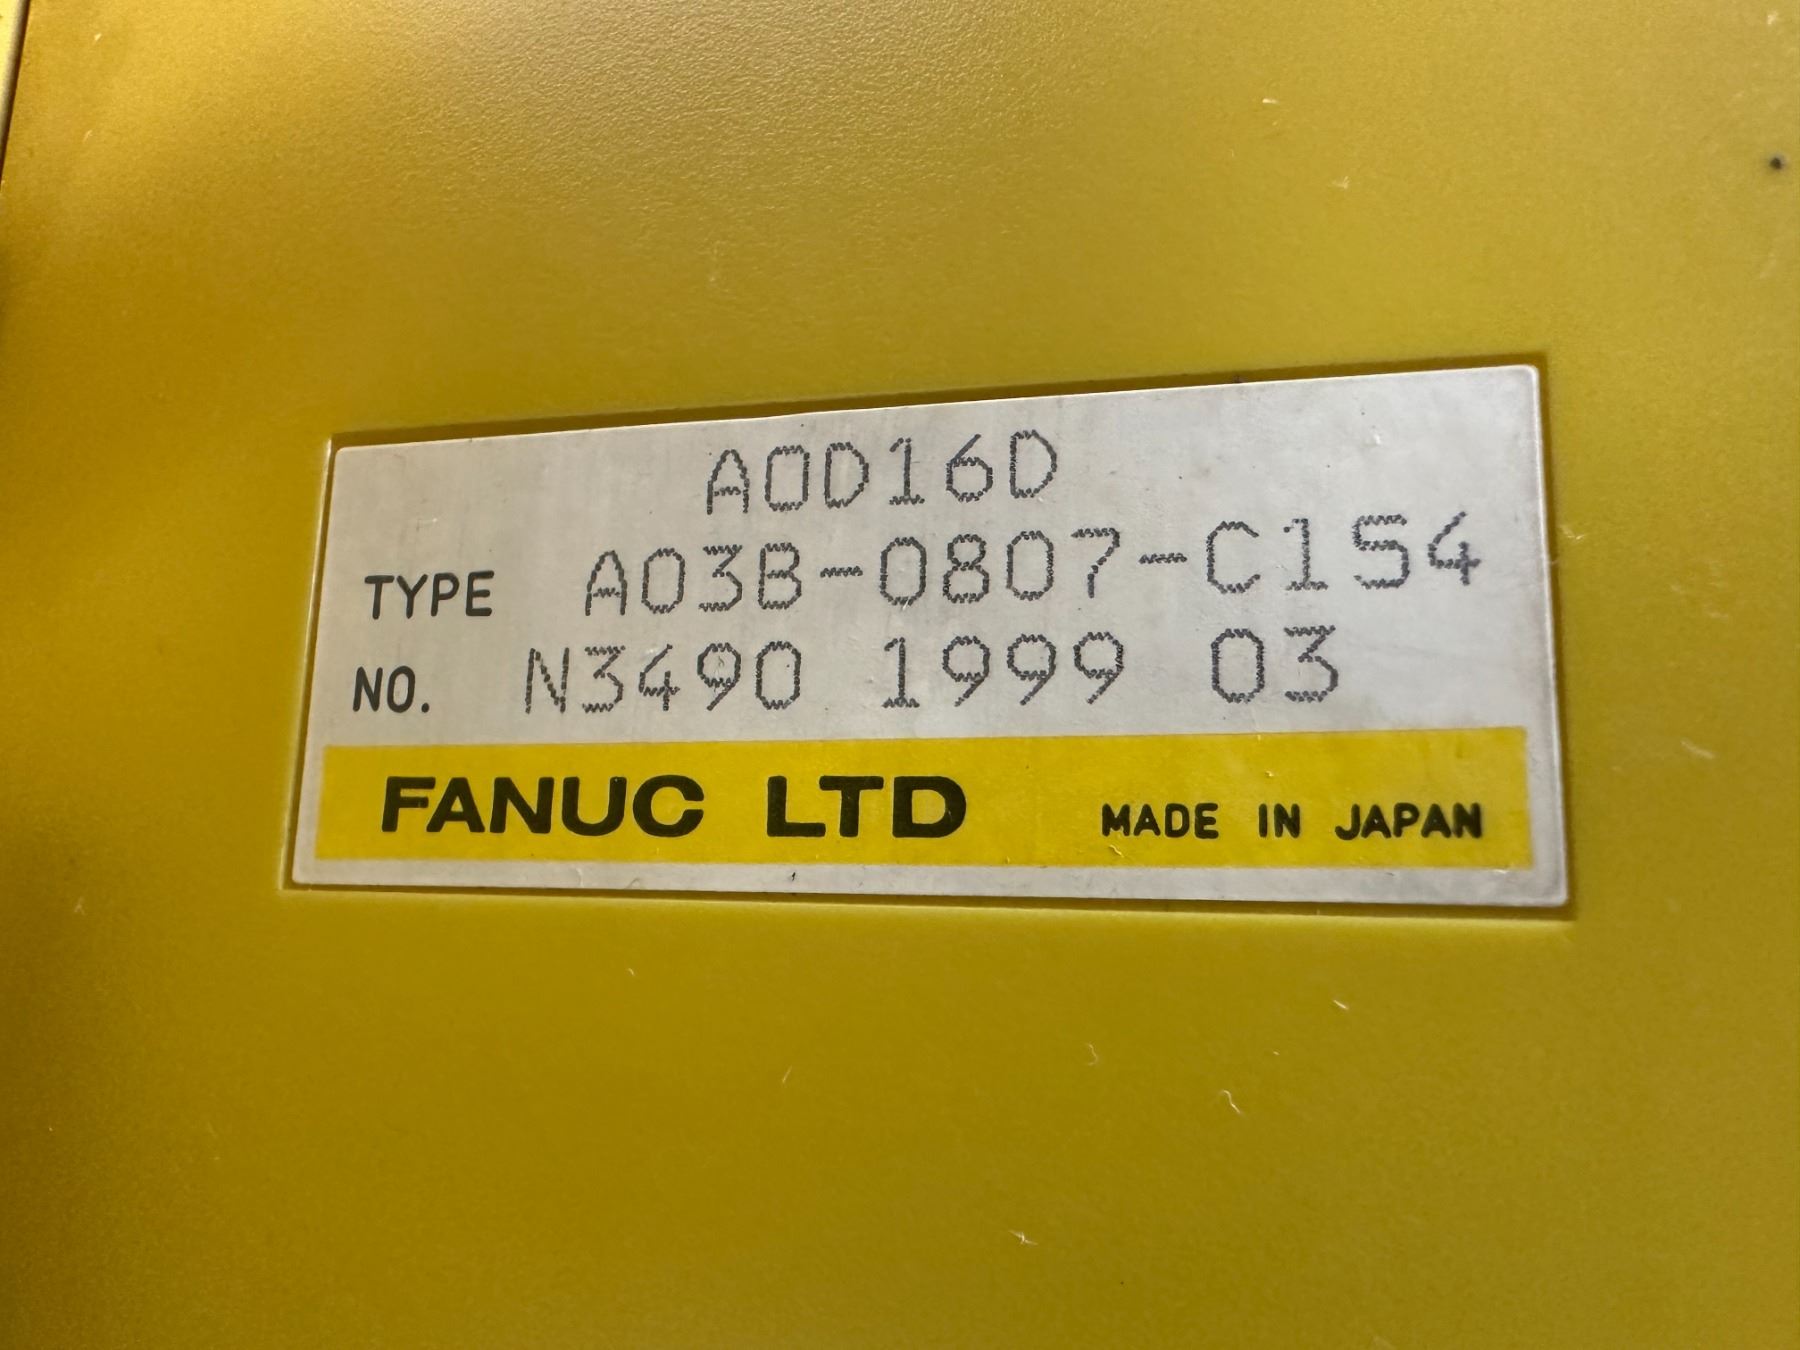 AOD16D
TYPE A03B-0807-C154
NO. N3490 1999 03
FANUC LTD MADE IN JAPAN